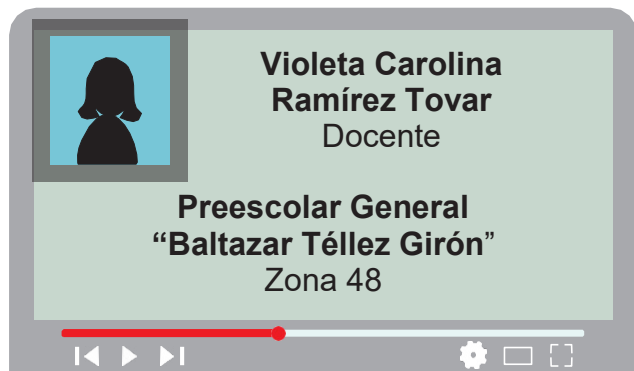 Violeta Carolina
Ramírez Tovar
Docente
Preescolar General
“Baltazar Téllez Girón”
Zona 48